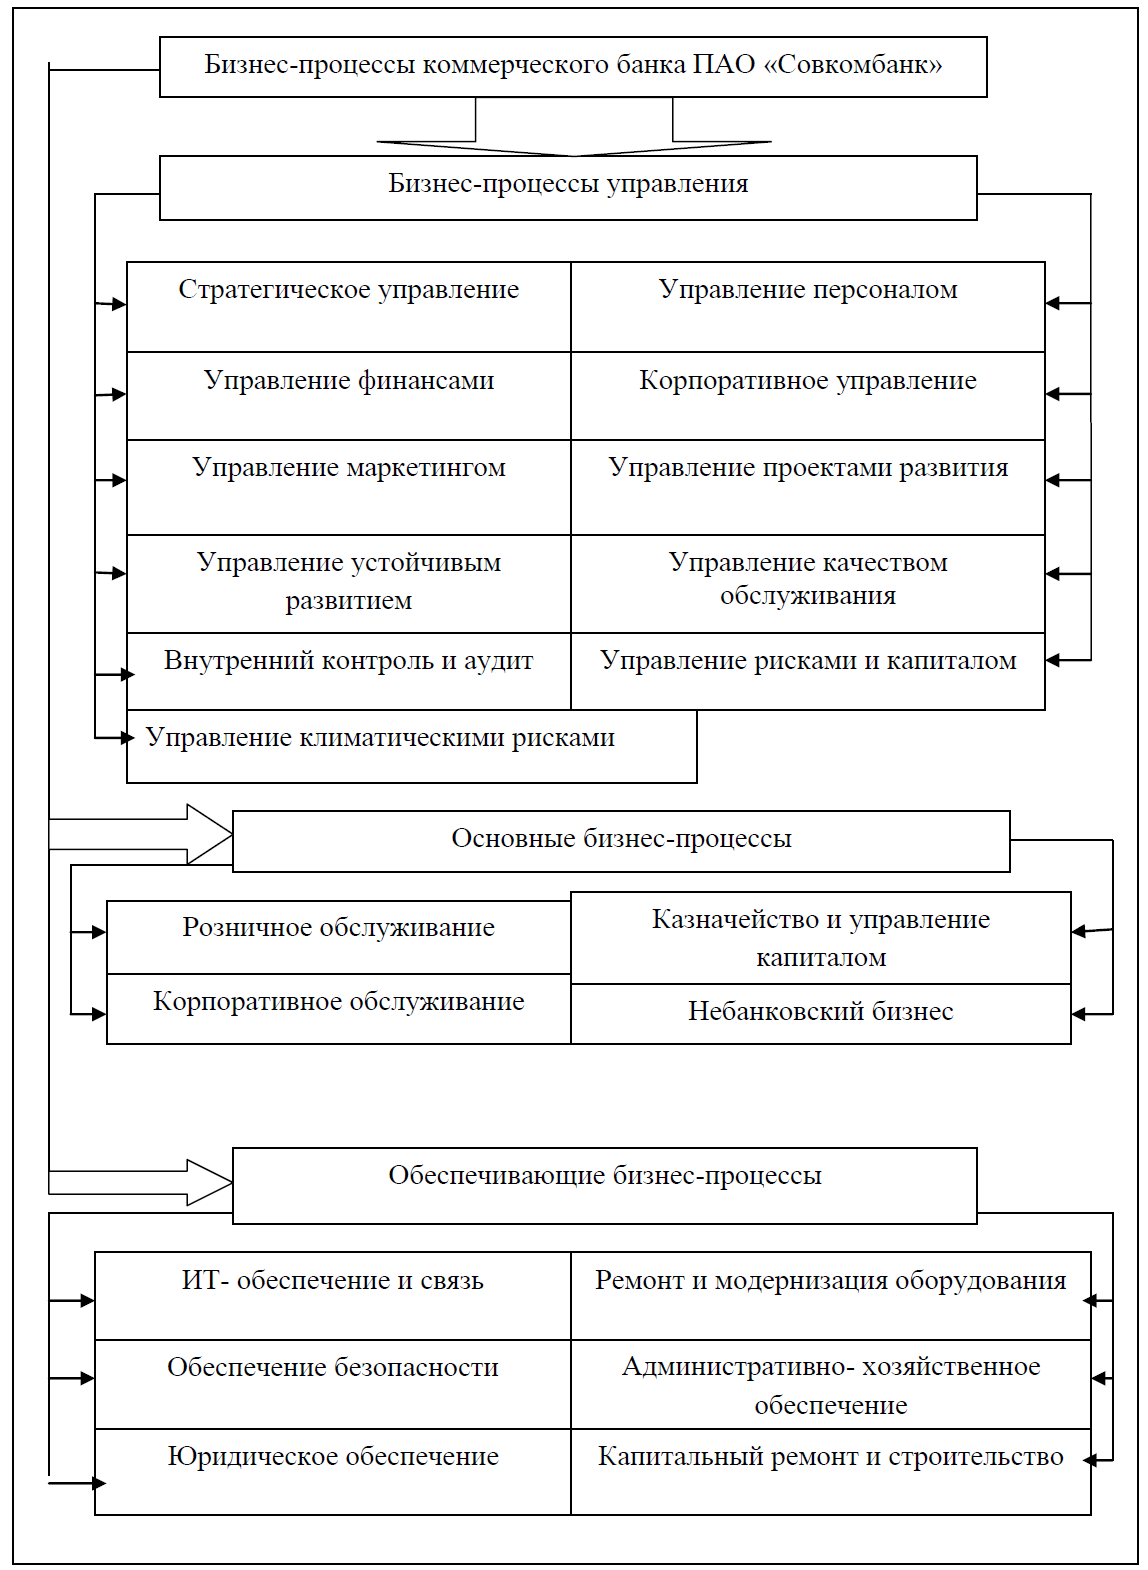 Бизнес-процессы коммерческого банка ПАО «Совкомбанк»
Бизнес-процессы управления
Стратегическое управление
Управление персоналом
Управление финансами
Корпоративное управление
Управление маркетингом
Управление проектами развития
Управление устойчивым
развитием
Управление качеством
обслуживания
Внутренний контроль и аудит
Управление рисками и капиталом
Управление климатическими рисками
Основные бизнес-процессы
Розничное обслуживание
Казначейство и управление
капиталом
Корпоративное обслуживание
Небанковский бизнес
Обеспечивающие бизнес-процессы
ИТ- обеспечение и связь
Ремонт и модернизация оборудования
Обеспечение безопасности
Административно- хозяйственное
обеспечение
Юридическое обеспечение
Капитальный ремонт и строительство